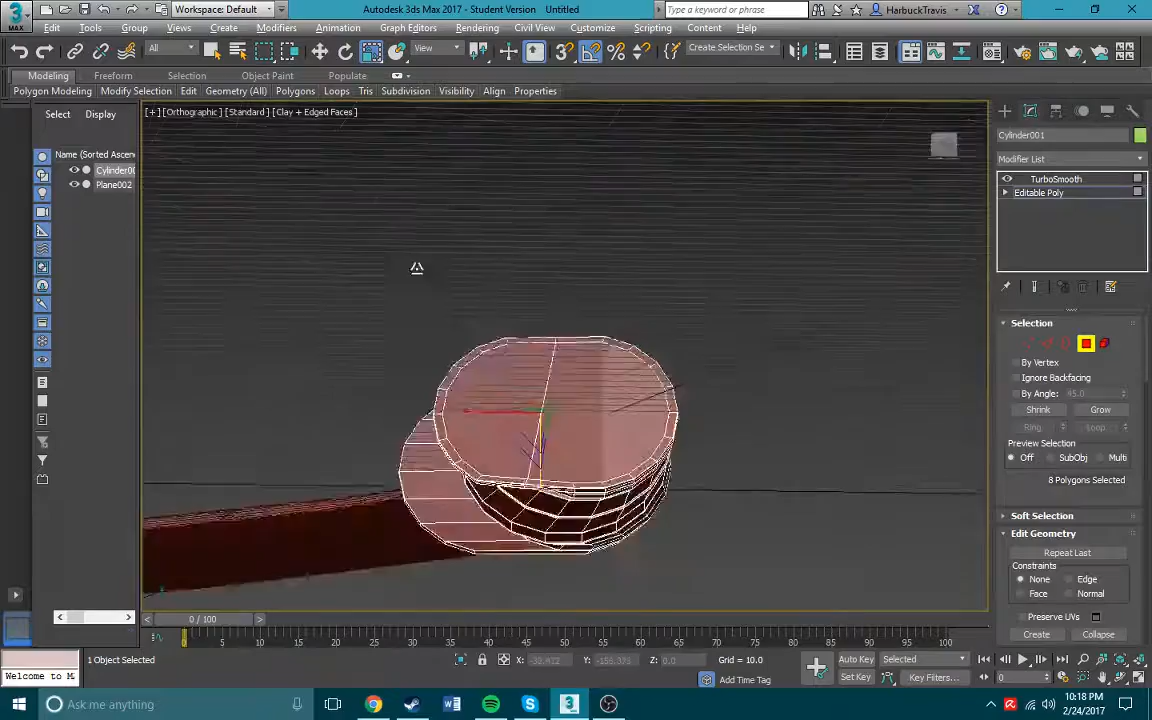 MAX
Workspace: Default
Autodesk 3ds Max 2017 - Student Version
Untitled
Type a keyword or phrase
HarbuckTravis
Edit
Tools
Group
Views
Create
Modifiers
Animation
Graph Editors
Rendering
Civil View
Customize
Scripting
Content
Help
All
View
Create Selection Se
Modeling
Freeform
Selection
Object Paint
Populate
Polygon Modeling
Modify Selection
Edit
Geometry (All)
Polygons
Loops
Tris
Subdivision
Visibility
Align
Properties
Select
Display
[+] [Orthographic] [Standard] [Clay + Edged Faces]
Name (Sorted Ascen
Cylinder00
Plane002
Cylinder001
Modifier List
TurboSmooth
Editable Poly
Selection
By Vertex
Ignore Backfacing
By Angle: 45.0
Shrink
Grow
Ring
Loop
Preview Selection
Off
SubObj
Multi
8 Polygons Selected
Soft Selection
Edit Geometry
Repeat Last
Constraints
None
Edge
Face
Normal
Preserve UVs
Create
Collapse
0 / 100
0 5 10 15 20 25 30 35 40 45 50 55 60 65 70 75 80 85 90 95 100
1 Object Selected
Welcome to M
X:
Y:
Z: 0.0
Grid = 10.0
Add Time Tag
Auto Key
Selected
Set Key
Key Filters...
0
Ask me anything
10:18 PM
2/24/2017